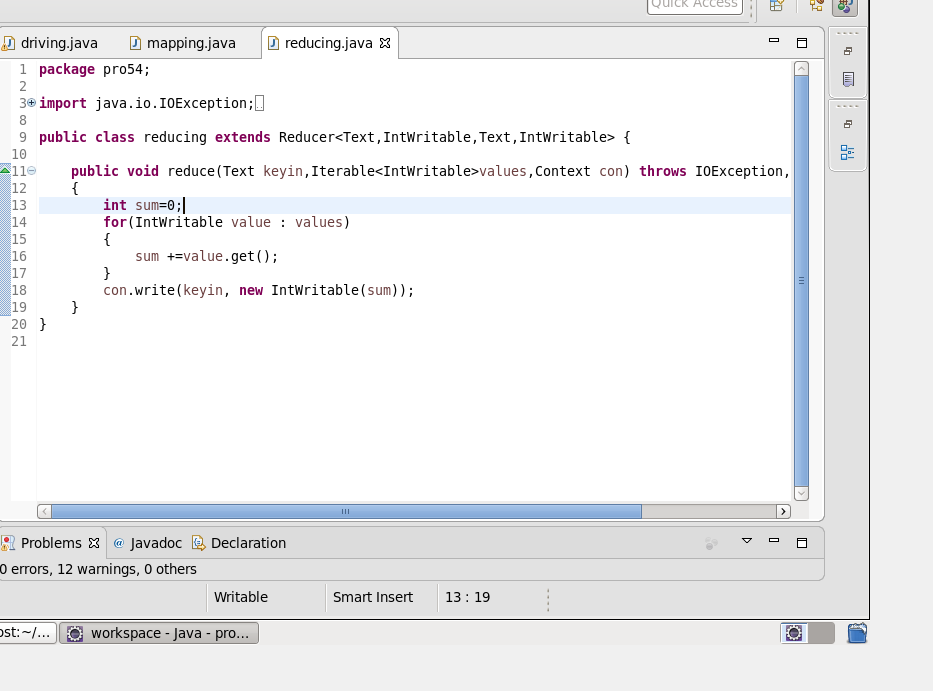 Quick Access
driving.java mapping.java reducing.java
1 package pro54;
2
3 import java.io.IOException;
8
9 public class reducing extends Reducer<Text,IntWritable,Text,IntWritable> {
10
11 public void reduce(Text keyin,Iterable<IntWritable>values,Context con) throws IOException,
12 {
13 int sum=0;
14 for(IntWritable value : values)
15 {
16 sum +=value.get();
17 }
18 con.write(keyin, new IntWritable(sum));
19 }
20 }
21
Problems @ Javadoc Declaration
0 errors, 12 warnings, 0 others
Writable Smart Insert 13 : 19
ost:~/... workspace - Java - pro...